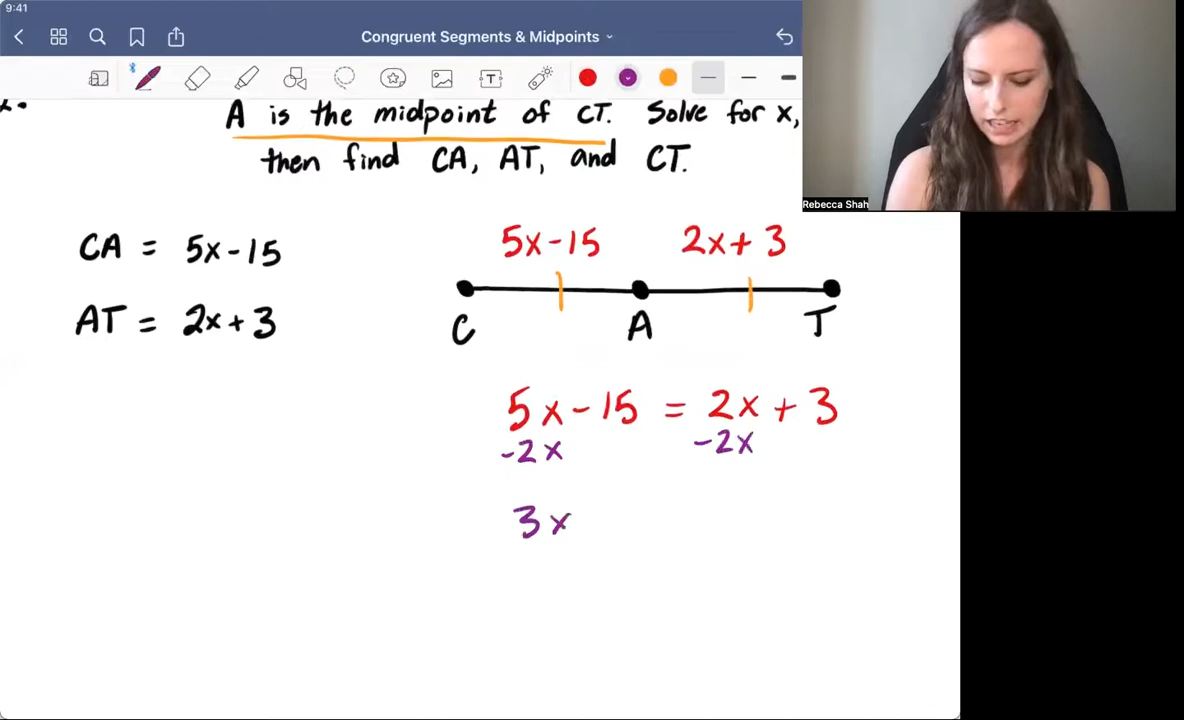 9:41
Congruent Segments & Midpoints
A is the midpoint of CT. Solve for x,
then find CA, AT, and CT.
Rebecca Shah
CA = 5x-15
AT = 2x+3
5x-15 2x+3
C A T
5x-15 = 2x+3
-2x -2x
3x